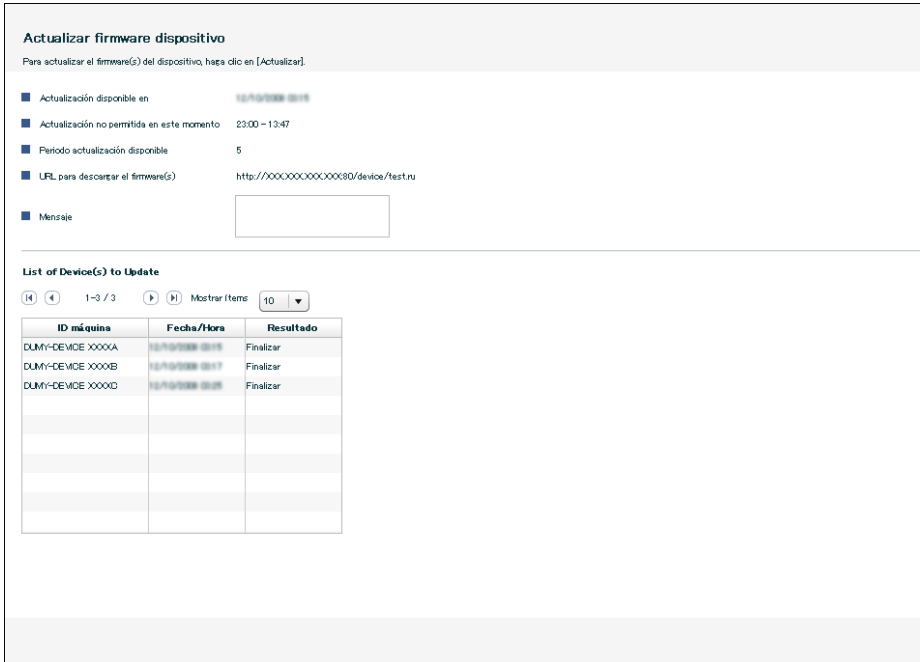 Actualizar firmware dispositivo
Para actualizar el firmware(s) del dispositivo, haga clic en [Actualizar].
Actualización disponible en
Actualización no permitida en este momento 23:00 - 13:47
Periodo actualización disponible 5
URL para descargar el firmware(s) http://XXX.XXX.XXX.XXX:80/device/test.ru
Mensaje
List of Device(s) to Update
1-3 / 3 Mostrar ítems 10
ID máquina Fecha/Hora Resultado
DUMY-DEVICE XXXXA Finalizar
DUMY-DEVICE XXXXB Finalizar
DUMY-DEVICE XXXXC Finalizar